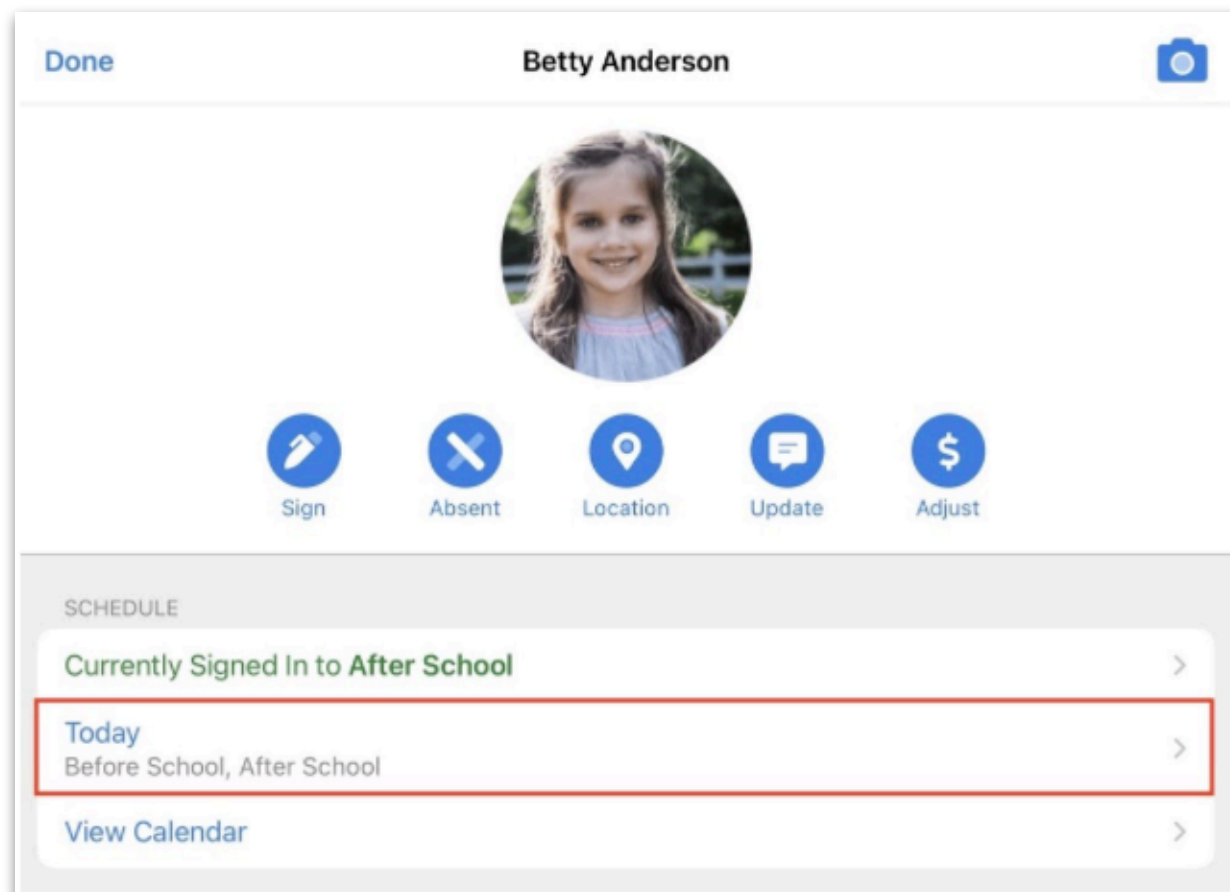 Done
Betty Anderson
Sign
Absent
Location
Update
Adjust
SCHEDULE
Currently Signed In to After School
Today
Before School, After School
View Calendar